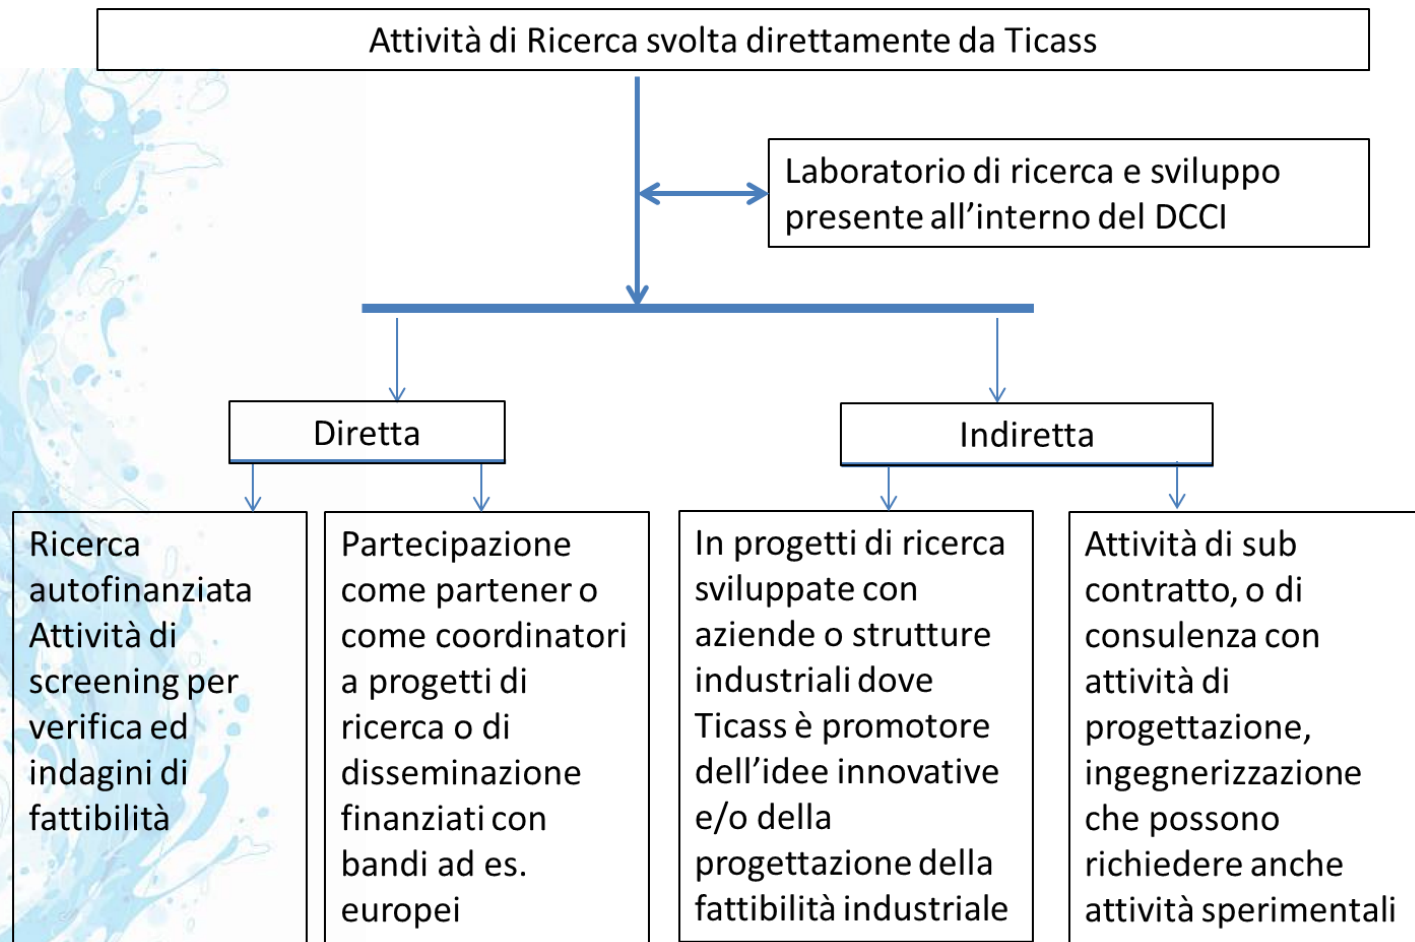 Attività di Ricerca svolta direttamente da Ticass
Laboratorio di ricerca e sviluppo
presente all’interno del DCCI
Diretta
Indiretta
Ricerca
autofinanziata
Attività di
screening per
verifica ed
indagini di
fattibilità
Partecipazione
come partener o
come coordinatori
a progetti di
ricerca o di
disseminazione
finanziati con
bandi ad es.
europei
In progetti di ricerca
sviluppate con
aziende o strutture
industriali dove
Ticass è promotore
dell’idee innovative
e/o della
progettazione della
fattibilità industriale
Attività di sub
contratto, o di
consulenza con
attività di
progettazione,
ingegnerizzazione
che possono
richiedere anche
attività sperimentali